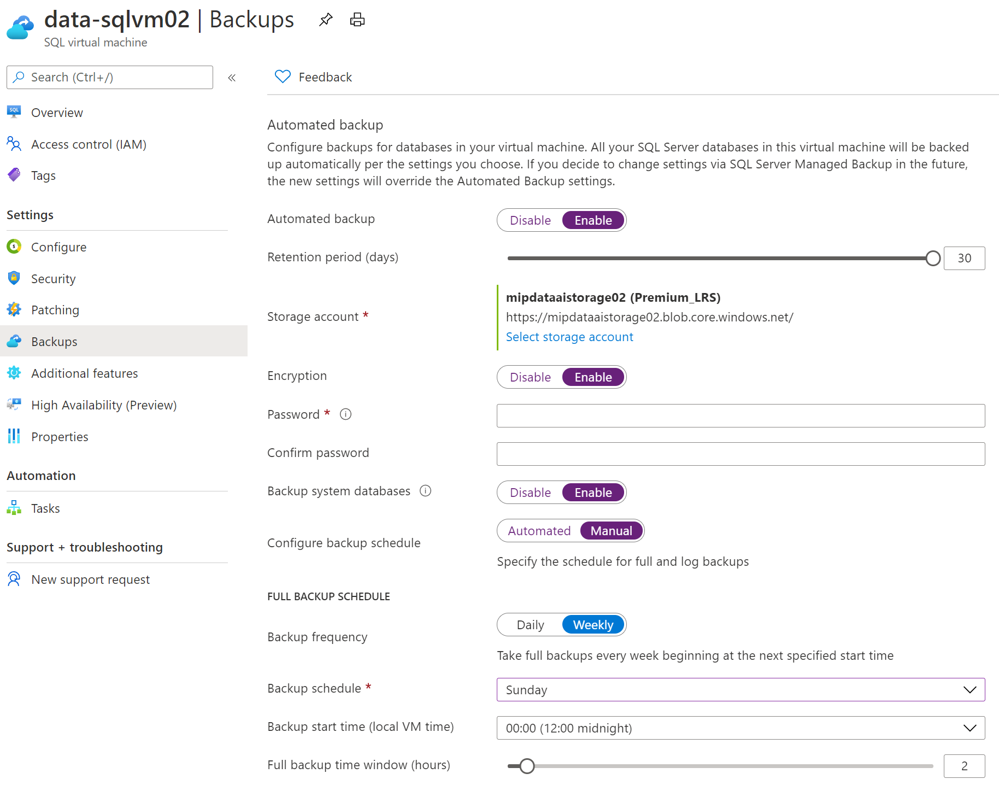 data-sqlvm02 | Backups
SQL virtual machine
Search (Ctrl+/)
«
Feedback
SQL
Overview
Access control (IAM)
Tags
Settings
Configure
Security
Patching
Backups
Additional features
High Availability (Preview)
Properties
Automation
Tasks
Support + troubleshooting
New support request
Automated backup
Configure backups for databases in your virtual machine. All your SQL Server databases in this virtual machine will be backed
up automatically per the settings you choose. If you decide to change settings via SQL Server Managed Backup in the future,
the new settings will override the Automated Backup settings.
Automated backup Disable Enable
Retention period (days) 30
Storage account *
mipdataaistorage02 (Premium_LRS)
https://mipdataaistorage02.blob.core.windows.net/
Select storage account
Encryption Disable Enable
Password *
Confirm password
Backup system databases Disable Enable
Configure backup schedule Automated Manual
Specify the schedule for full and log backups
FULL BACKUP SCHEDULE
Backup frequency Daily Weekly
Take full backups every week beginning at the next specified start time
Backup schedule * Sunday
Backup start time (local VM time) 00:00 (12:00 midnight)
Full backup time window (hours) 2